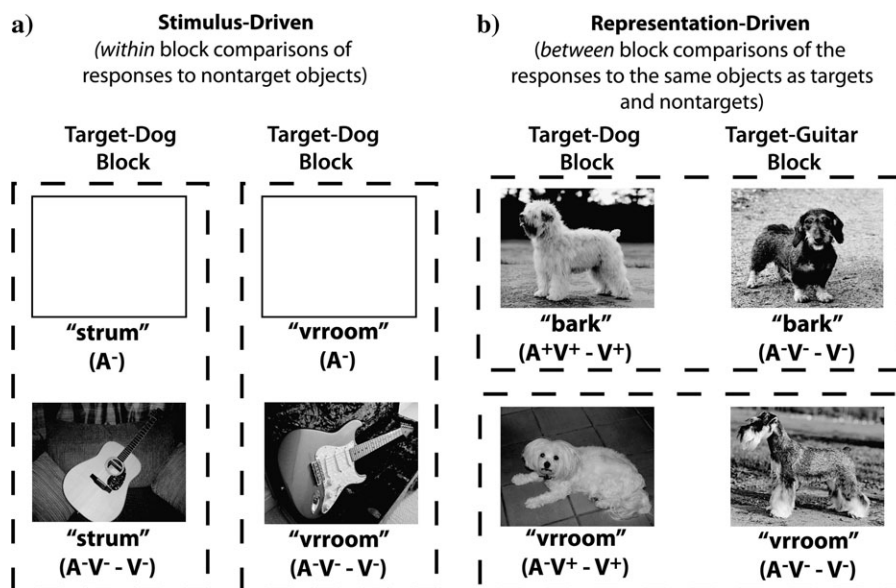 a)
Stimulus-Driven
(within block comparisons of
responses to nontarget objects)
Target-Dog
Block
Target-Dog
Block
“strum”
(A⁻)
“vrroom”
(A⁻)
“strum”
(A⁻V⁻ - V⁻)
“vrroom”
(A⁻V⁻ - V⁻)
b)
Representation-Driven
(between block comparisons of the
responses to the same objects as targets
and nontargets)
Target-Dog
Block
Target-Guitar
Block
“bark”
(A⁺V⁺ - V⁺)
“bark”
(A⁻V⁻ - V⁻)
“vrroom”
(A⁻V⁺ - V⁺)
“vrroom”
(A⁻V⁻ - V⁻)